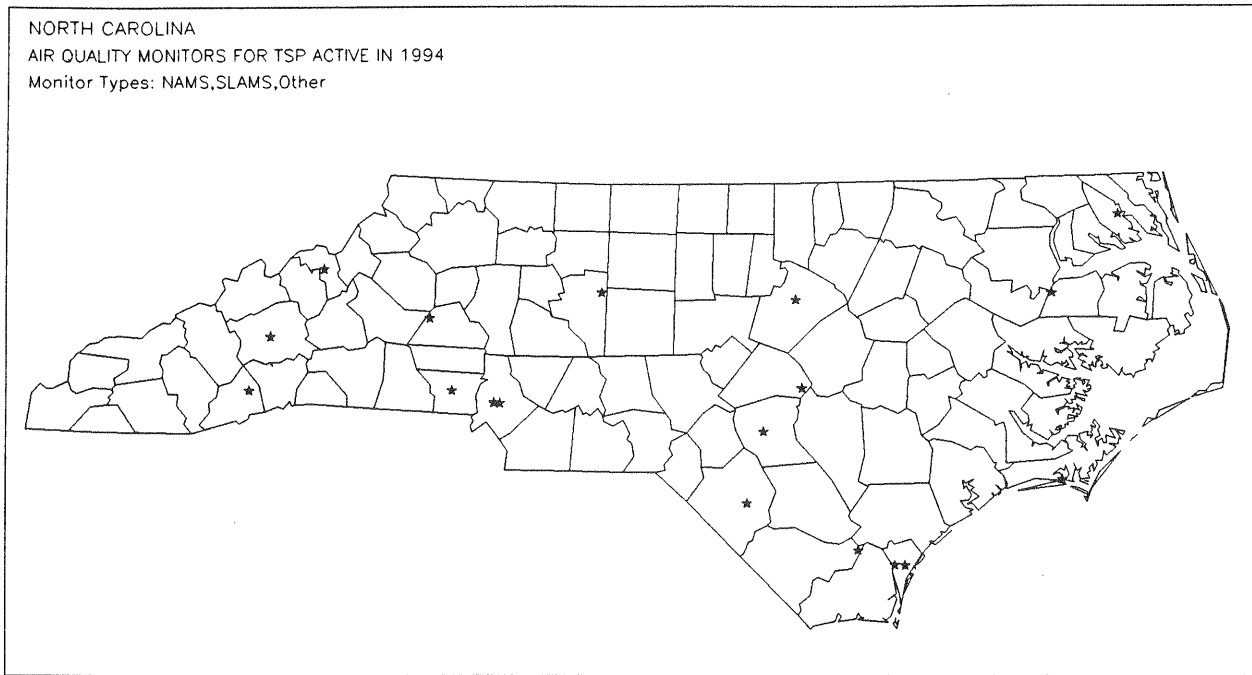 NORTH CAROLINA
AIR QUALITY MONITORS FOR TSP ACTIVE IN 1994
Monitor Types: NAMS,SLAMS,Other